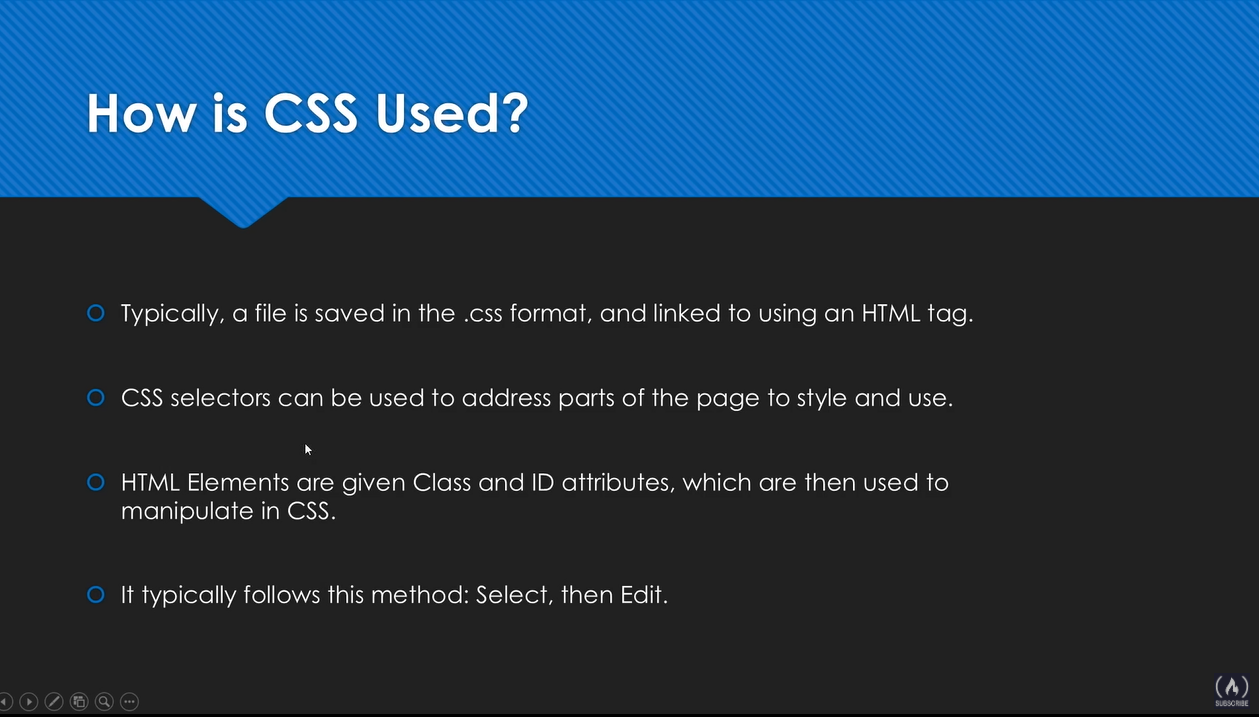 How is CSS Used?
Typically, a file is saved in the .css format, and linked to using an HTML tag.
CSS selectors can be used to address parts of the page to style and use.
HTML Elements are given Class and ID attributes, which are then used to
manipulate in CSS.
It typically follows this method: Select, then Edit.
SUBSCRIBE